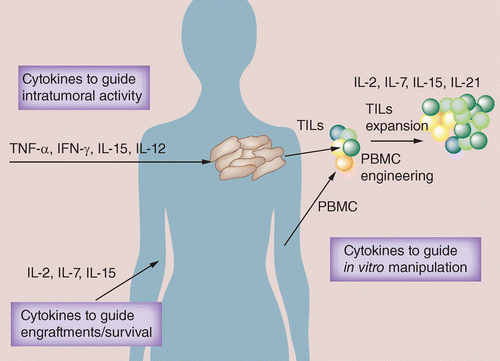 Cytokines to guide
intratumoral activity
TNF-α, IFN-γ, IL-15, IL-12
IL-2, IL-7, IL-15
Cytokines to guide
engraftments/survival
IL-2, IL-7, IL-15, IL-21
TILs
TILs
expansion
PBMC
engineering
PBMC
Cytokines to guide
in vitro manipulation